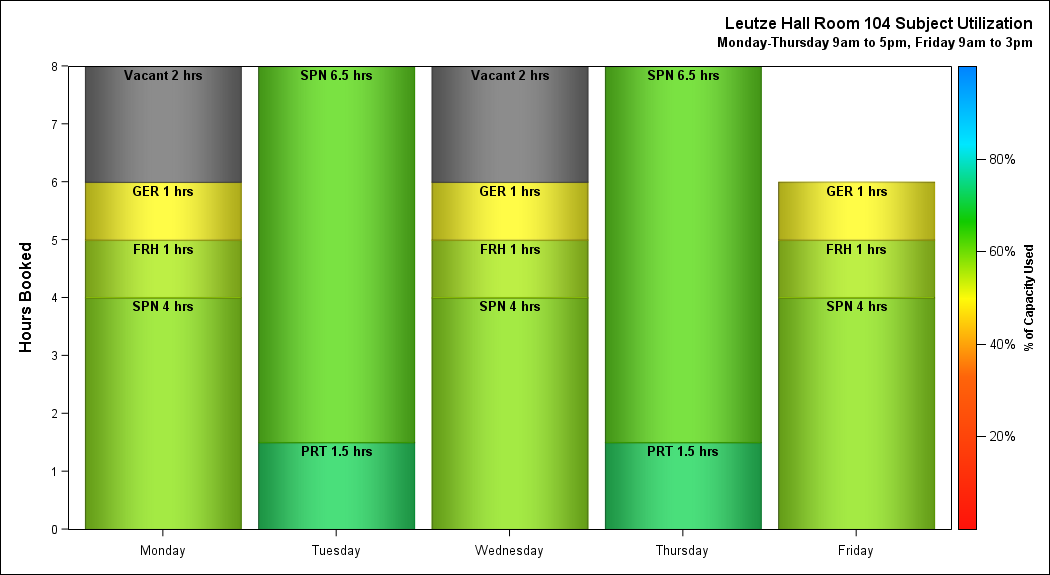 Leutze Hall Room 104 Subject Utilization
Monday-Thursday 9am to 5pm, Friday 9am to 3pm
8
7
6
5
4
3
2
1
0
Hours Booked
Vacant 2 hrs
GER 1 hrs
FRH 1 hrs
SPN 4 hrs
SPN 6.5 hrs
PRT 1.5 hrs
Vacant 2 hrs
GER 1 hrs
FRH 1 hrs
SPN 4 hrs
SPN 6.5 hrs
PRT 1.5 hrs
GER 1 hrs
FRH 1 hrs
SPN 4 hrs
Monday
Tuesday
Wednesday
Thursday
Friday
80%
60%
40%
20%
% of Capacity Used